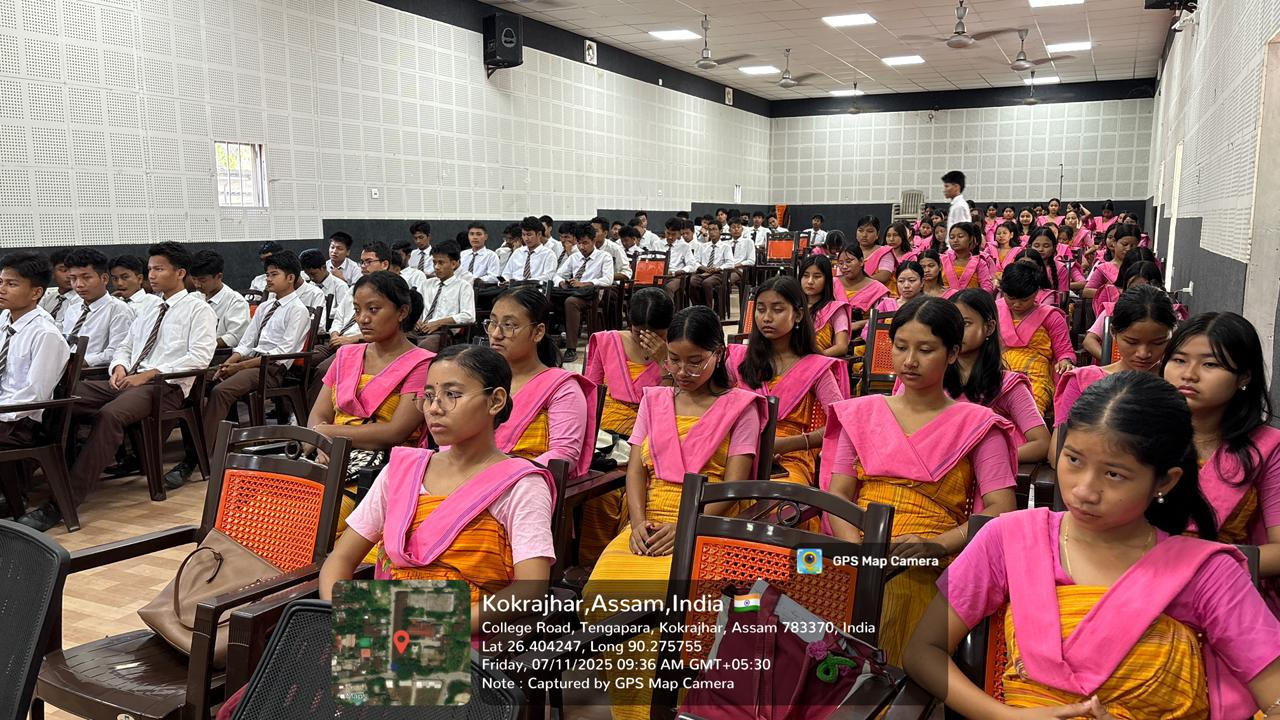 GPS Map Camera
Kokrajhar,Assam,India 🇮🇳
College Road, Tengapara, Kokrajhar, Assam 783370, India
Lat 26.404247, Long 90.275755
Friday, 07/11/2025 09:36 AM GMT+05:30
Note : Captured by GPS Map Camera